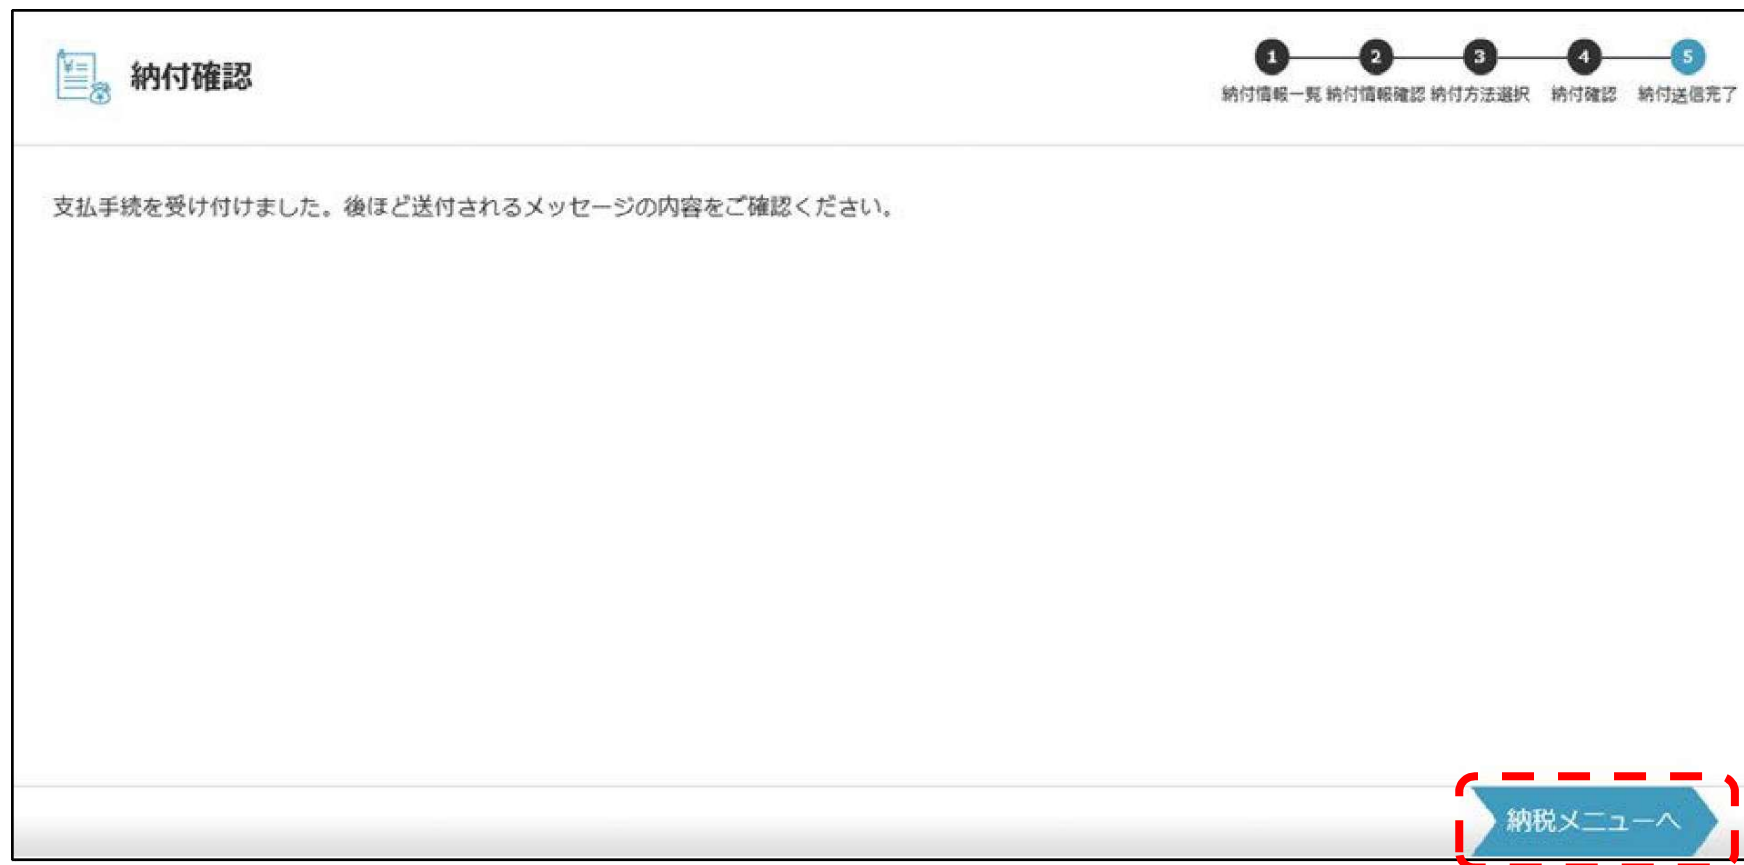 納付確認
1 2 3 4 5
納付情報一覧 納付情報確認 納付方法選択 納付確認 納付送信完了
支払手続を受け付けました。後ほど送付されるメッセージの内容をご確認ください。
納税メニューへ